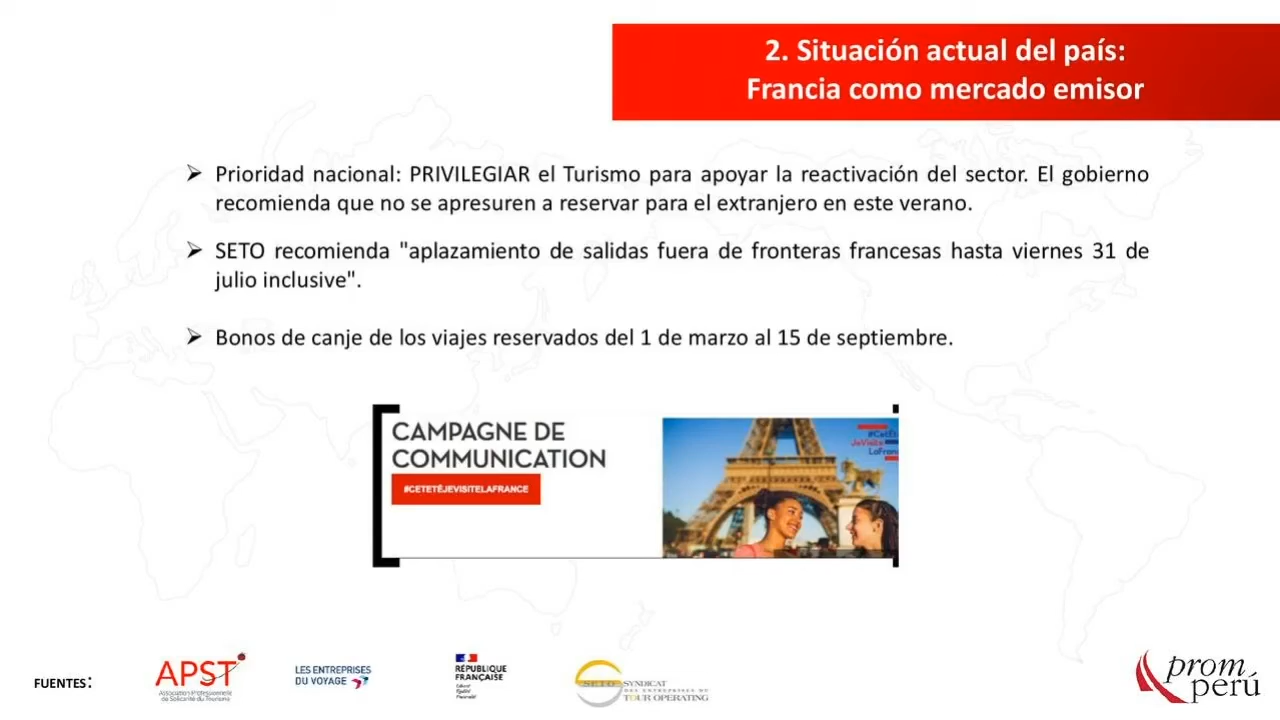 2. Situación actual del país:
Francia como mercado emisor
Prioridad nacional: PRIVILEGIAR el Turismo para apoyar la reactivación del sector. El gobierno
recomienda que no se apresuren a reservar para el extranjero en este verano.
SETO recomienda "aplazamiento de salidas fuera de fronteras francesas hasta viernes 31 de
julio inclusive".
Bonos de canje de los viajes reservados del 1 de marzo al 15 de septiembre.
CAMPAGNE DE
COMMUNICATION
#CETETÉJEVISITELAFRANCE
#CetÉt
JeVisite
LaFran
FUENTES:
APST
Association Professionnelle
de Solidarité du Tourisme
LES ENTREPRISES
DU VOYAGE
RÉPUBLIQUE
FRANÇAISE
Liberté
Égalité
Fraternité
SETO
SYNDICAT
DES ENTREPRISES DU
TOUR OPERATING
prom
perú